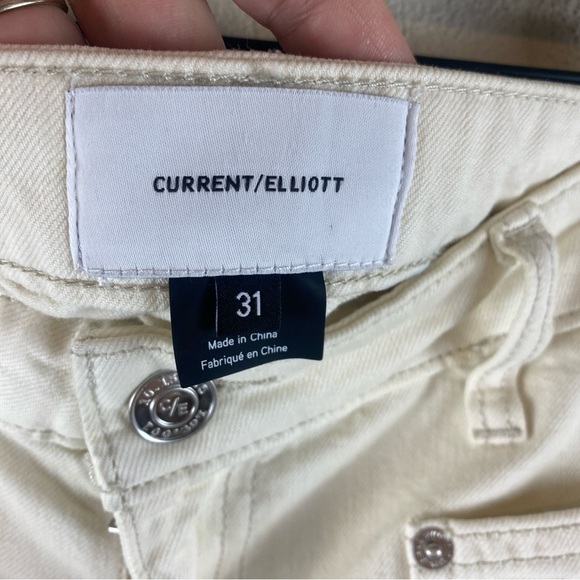 CURRENT/ELLIOTT
31
Made in China
Fabriqué en Chine
C/E